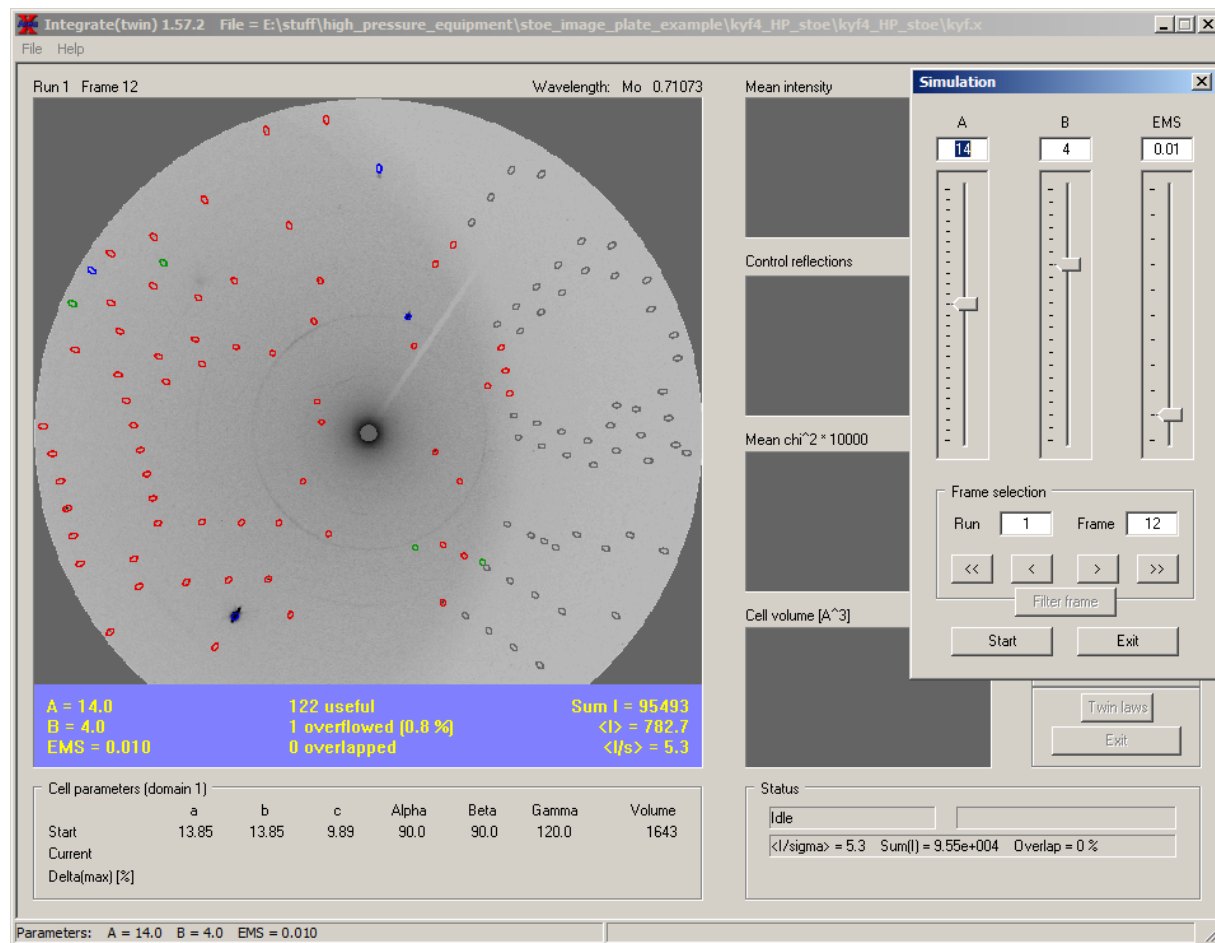 Integrate(twin) 1.57.2 File = E:\stuff\high_pressure_equipment\stoe_image_plate_example\kyf4_HP_stoe\kyf4_HP_stoe\kyf.x
File Help
Run 1 Frame 12 Wavelength: Mo 0.71073
Mean intensity
Control reflections
Mean chi^2 * 10000
Cell volume [A^3]
Simulation
A B EMS
14 4 0.01
Frame selection
Run 1 Frame 12
<< < > >>
Filter frame
Start Exit
Twin laws
Exit
A = 14.0 122 useful Sum I = 95493
B = 4.0 1 overflowed (0.8 %) <I> = 782.7
EMS = 0.010 0 overlapped <I/s> = 5.3
Cell parameters (domain 1)
a b c Alpha Beta Gamma Volume
Start 13.85 13.85 9.89 90.0 90.0 120.0 1643
Current
Delta(max) [%]
Status
Idle
<I/sigma> = 5.3 Sum(I) = 9.55e+004 Overlap = 0 %
Parameters: A = 14.0 B = 4.0 EMS = 0.010